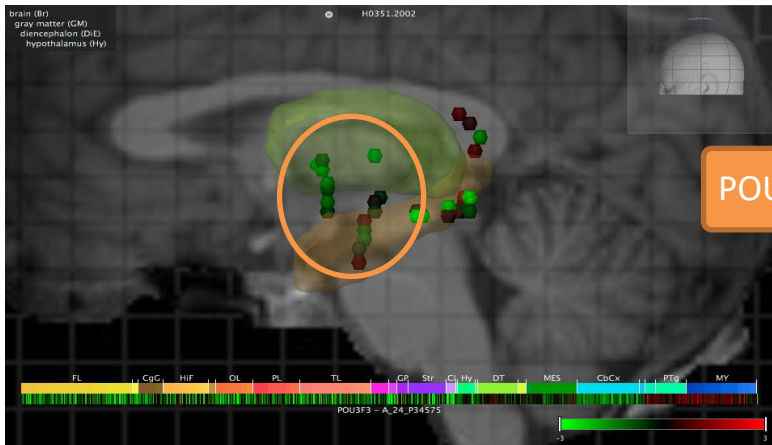 brain (Br)
gray matter (GM)
diencephalon (DiE)
hypothalamus (Hy)
H0351.2002
POU
FL CgG HiF OL PL TL GP Str Cl Hy DT MES CbCx PTg MY
POU3F3 - A_24_P34575
-3 3